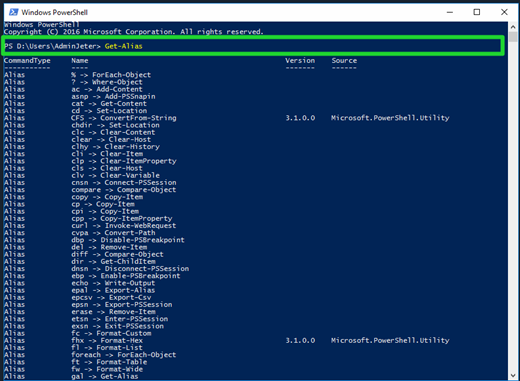 Windows PowerShell
Windows PowerShell
Copyright (C) 2016 Microsoft Corporation. All rights reserved.
PS D:\Users\AdminJeter> Get-Alias
CommandType Name Version Source
----------- ---- ------- ------
Alias % -> ForEach-Object
Alias ? -> Where-Object
Alias ac -> Add-Content
Alias asnp -> Add-PSSnapin
Alias cat -> Get-Content
Alias cd -> Set-Location
Alias CFS -> ConvertFrom-String 3.1.0.0 Microsoft.PowerShell.Utility
Alias chdir -> Set-Location
Alias clc -> Clear-Content
Alias clear -> Clear-Host
Alias clhy -> Clear-History
Alias cli -> Clear-Item
Alias clp -> Clear-ItemProperty
Alias cls -> Clear-Host
Alias clv -> Clear-Variable
Alias cnsn -> Connect-PSSession
Alias compare -> Compare-Object
Alias copy -> Copy-Item
Alias cp -> Copy-Item
Alias cpi -> Copy-Item
Alias cpp -> Copy-ItemProperty
Alias curl -> Invoke-WebRequest
Alias cvpa -> Convert-Path
Alias dbp -> Disable-PSBreakpoint
Alias del -> Remove-Item
Alias diff -> Compare-Object
Alias dir -> Get-ChildItem
Alias dnsn -> Disconnect-PSSession
Alias ebp -> Enable-PSBreakpoint
Alias echo -> Write-Output
Alias epal -> Export-Alias
Alias epcsv -> Export-Csv
Alias epsn -> Export-PSSession
Alias erase -> Remove-Item
Alias etsn -> Enter-PSSession
Alias exsn -> Exit-PSSession
Alias fc -> Format-Custom
Alias fhx -> Format-Hex 3.1.0.0 Microsoft.PowerShell.Utility
Alias fl -> Format-List
Alias foreach -> ForEach-Object
Alias ft -> Format-Table
Alias fw -> Format-Wide
Alias gal -> Get-Alias